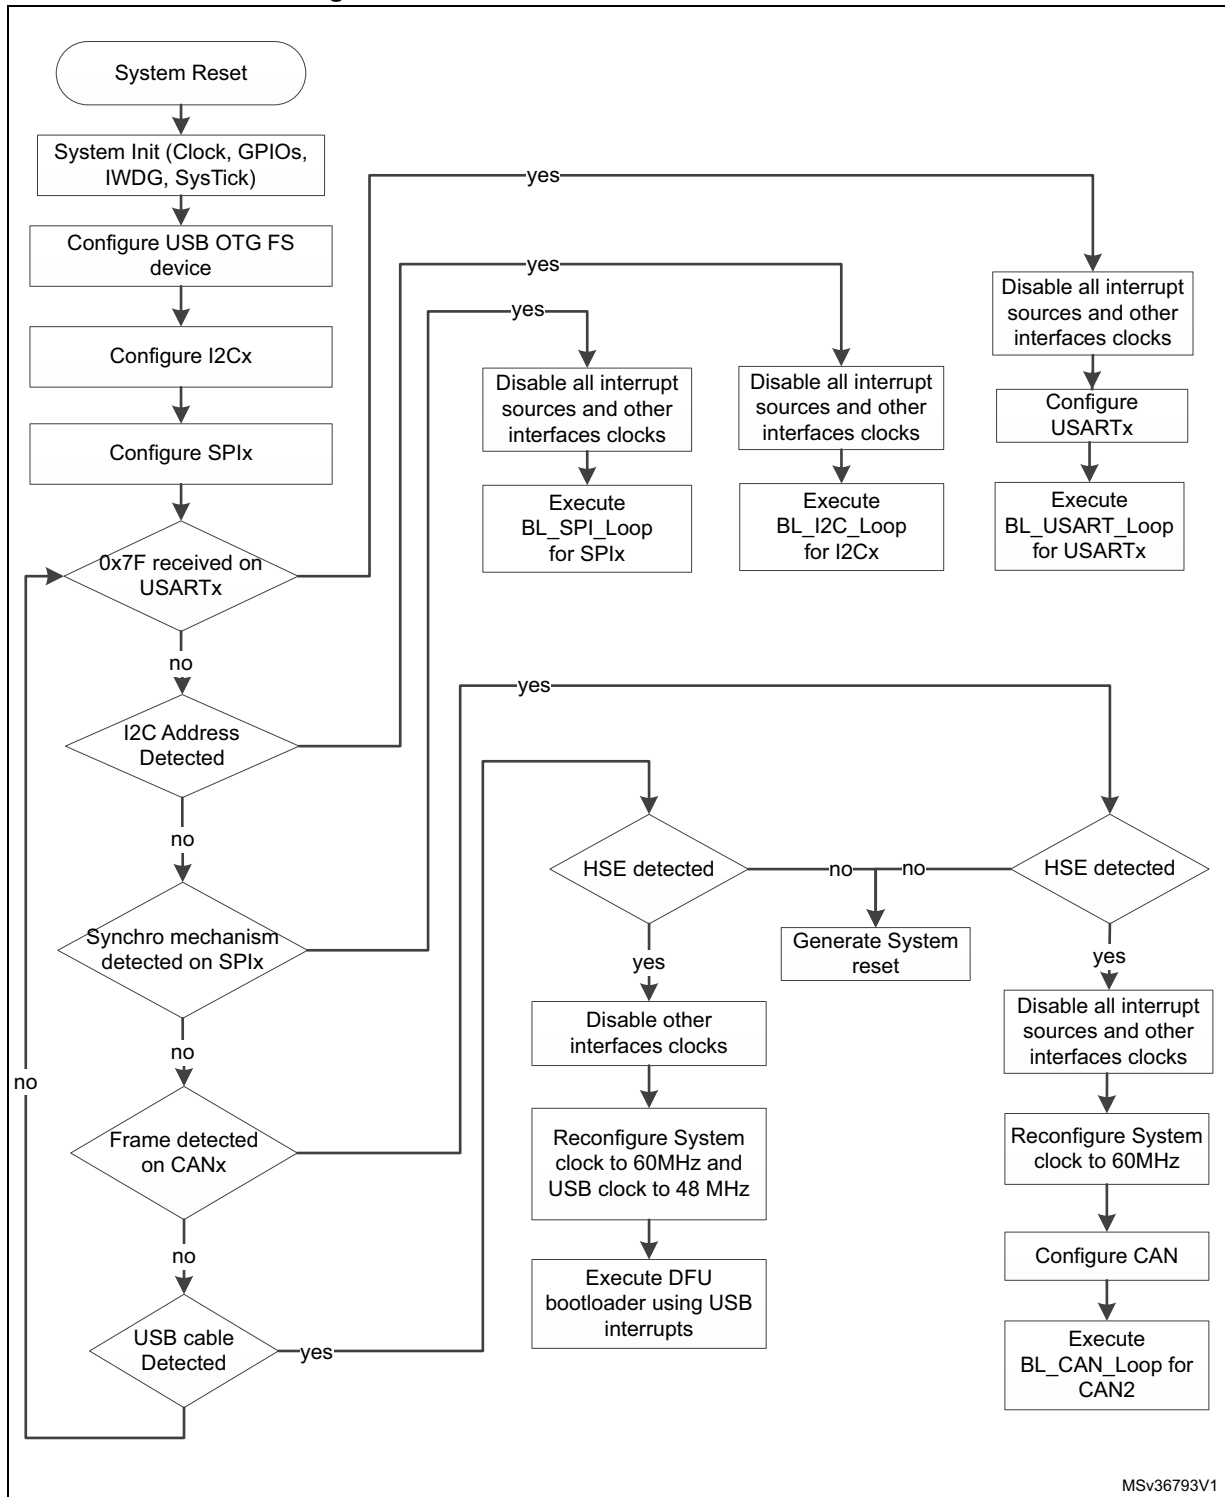 System Reset
System Init (Clock, GPIOs,
IWDG, SysTick)
Configure USB OTG FS
device
Configure I2Cx
Configure SPIx
0x7F received on
USARTx
no
I2C Address
Detected
no
Synchro mechanism
detected on SPIx
no
Frame detected
on CANx
no
USB cable
Detected
no
yes
yes
Disable all interrupt
sources and other
interfaces clocks
Execute
BL_SPI_Loop
for SPIx
yes
Disable all interrupt
sources and other
interfaces clocks
Execute
BL_I2C_Loop
for I2Cx
yes
Disable all interrupt
sources and other
interfaces clocks
Configure
USARTx
Execute
BL_USART_Loop
for USARTx
yes
HSE detected
no
no
HSE detected
Generate System
reset
yes
Disable other
interfaces clocks
Reconfigure System
clock to 60MHz and
USB clock to 48 MHz
Execute DFU
bootloader using USB
interrupts
yes
Disable all interrupt
sources and other
interfaces clocks
Reconfigure System
clock to 60MHz
Configure CAN
Execute
BL_CAN_Loop for
CAN2
MSv36793V1